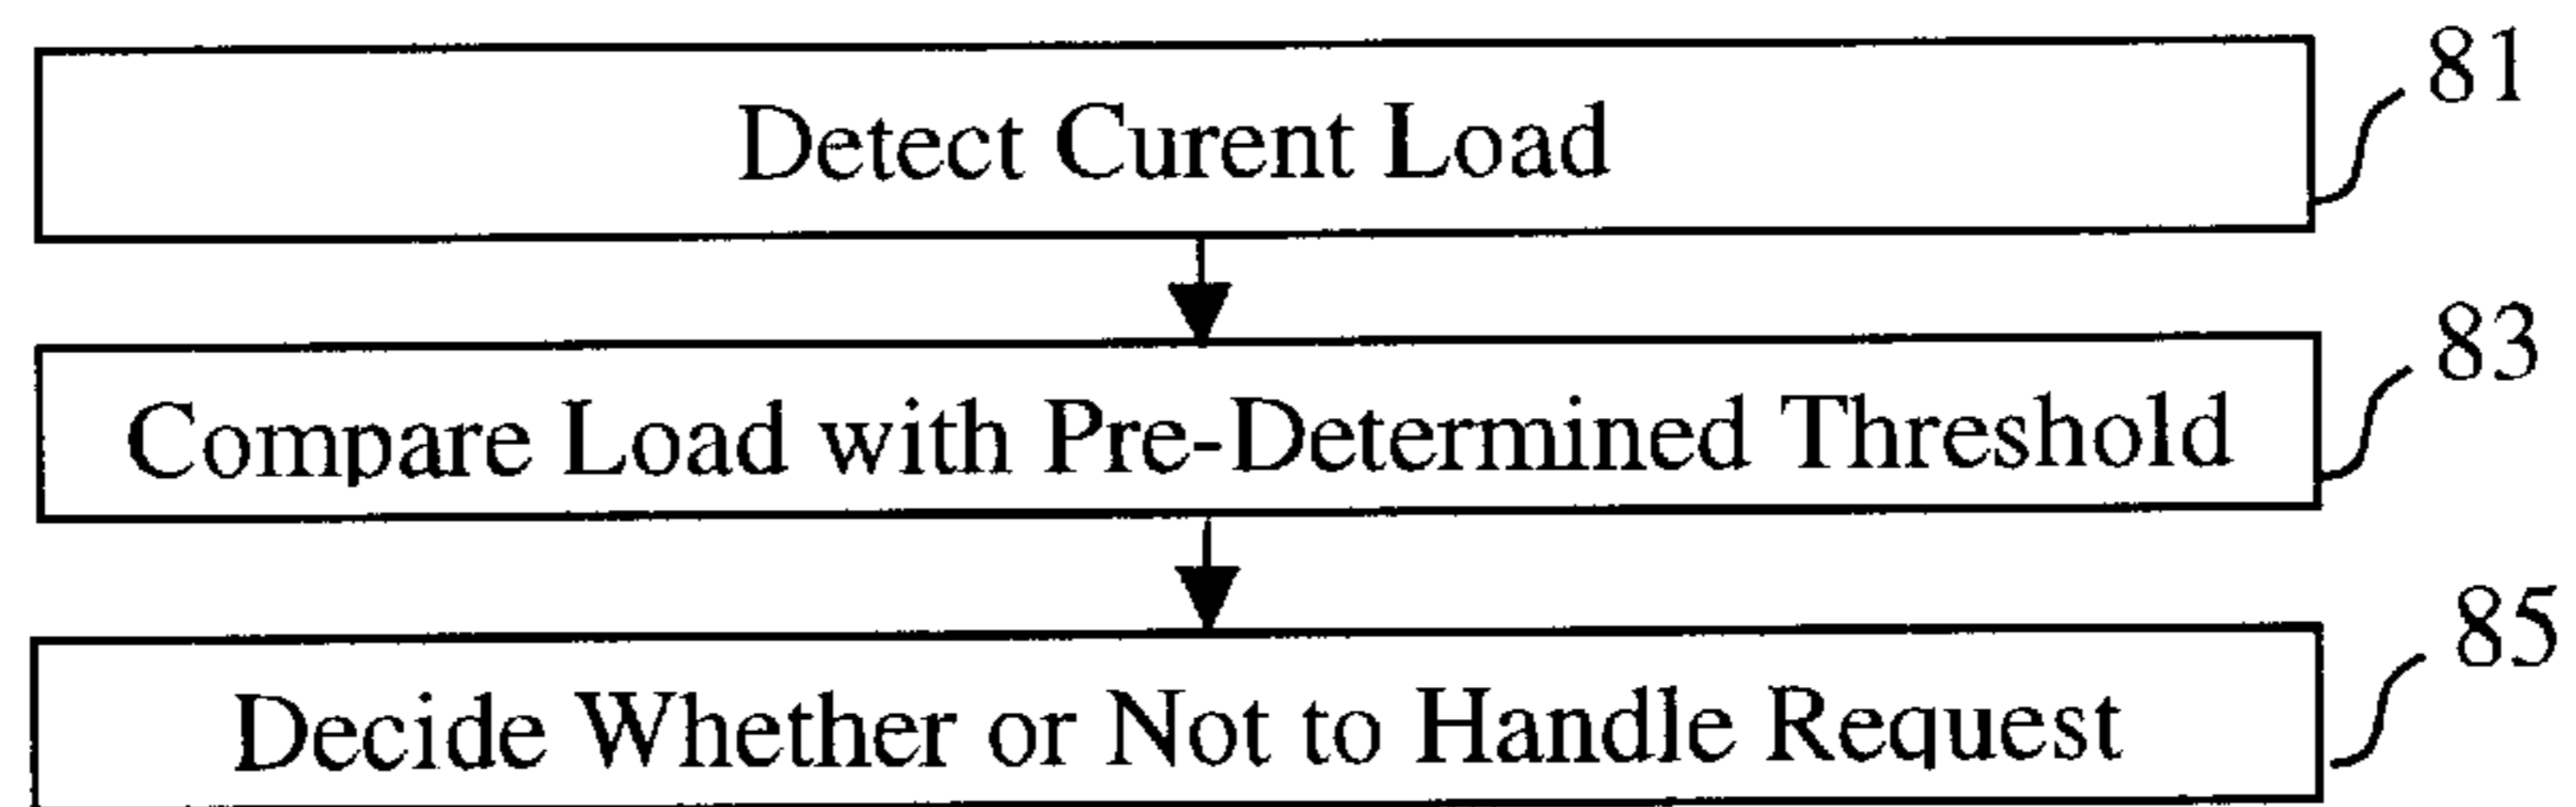 Detect Curent Load
81
Compare Load with Pre-Determined Threshold
83
Decide Whether or Not to Handle Request
85